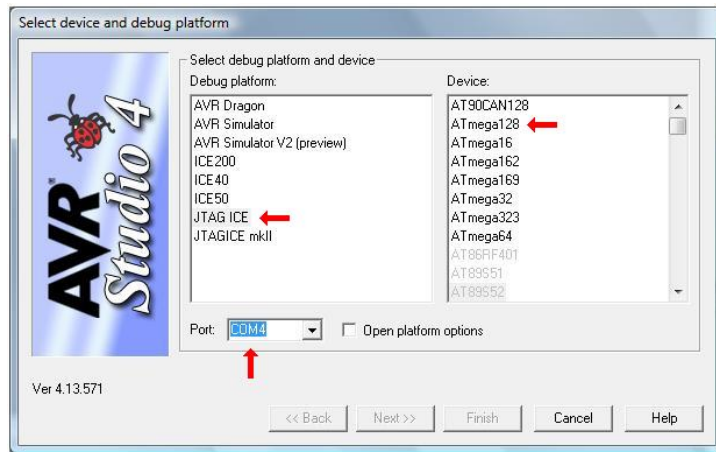 Select device and debug platform
AVR®
Studio 4
Select debug platform and device
Debug platform:
AVR Dragon
AVR Simulator
AVR Simulator V2 (preview)
ICE200
ICE40
ICE50
JTAG ICE
JTAGICE mkII
Device:
AT90CAN128
ATmega128
ATmega16
ATmega162
ATmega169
ATmega32
ATmega323
ATmega64
AT86RF401
AT89S51
AT89S52
Port: COM4 Open platform options
Ver 4.13.571
<< Back Next >> Finish Cancel Help